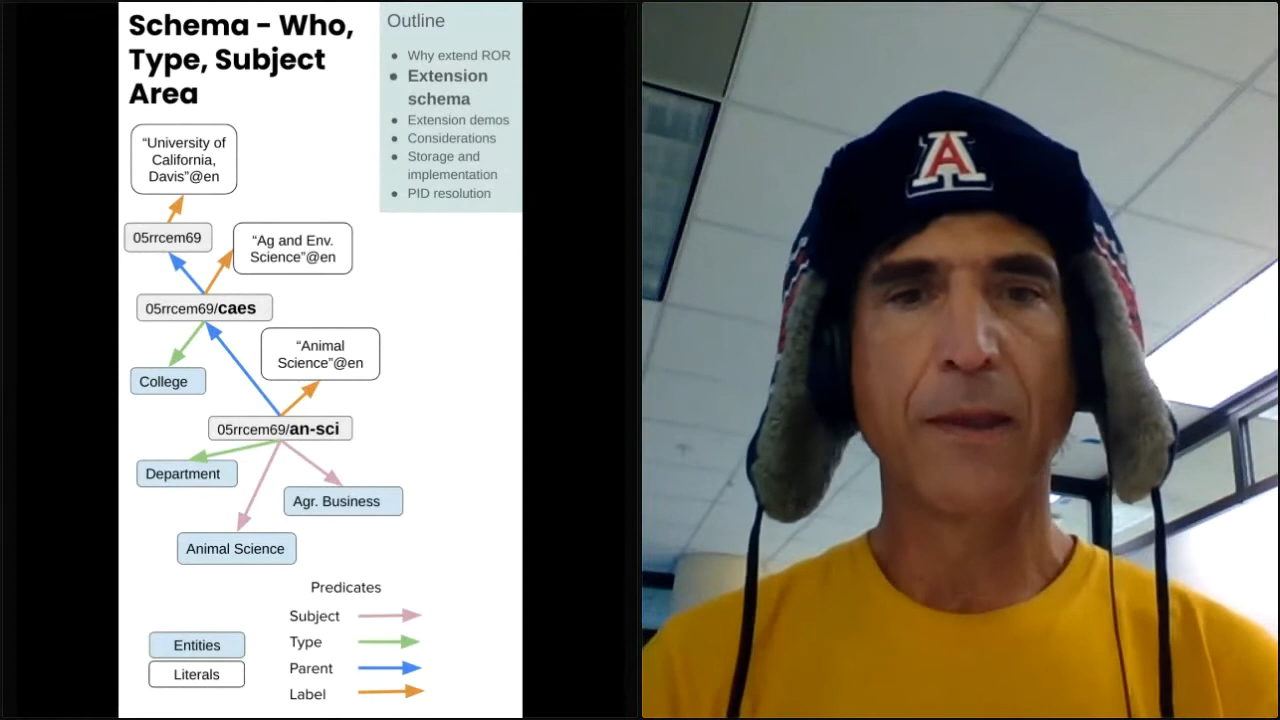 Schema - Who,
Type, Subject
Area
Outline
Why extend ROR
Extension
schema
Extension demos
Considerations
Storage and
implementation
PID resolution
“University of
California,
Davis”@en
05rrcem69
“Ag and Env.
Science”@en
05rrcem69/caes
“Animal
Science”@en
College
05rrcem69/an-sci
Department
Agr. Business
Animal Science
Predicates
Subject
Type
Parent
Label
Entities
Literals
A